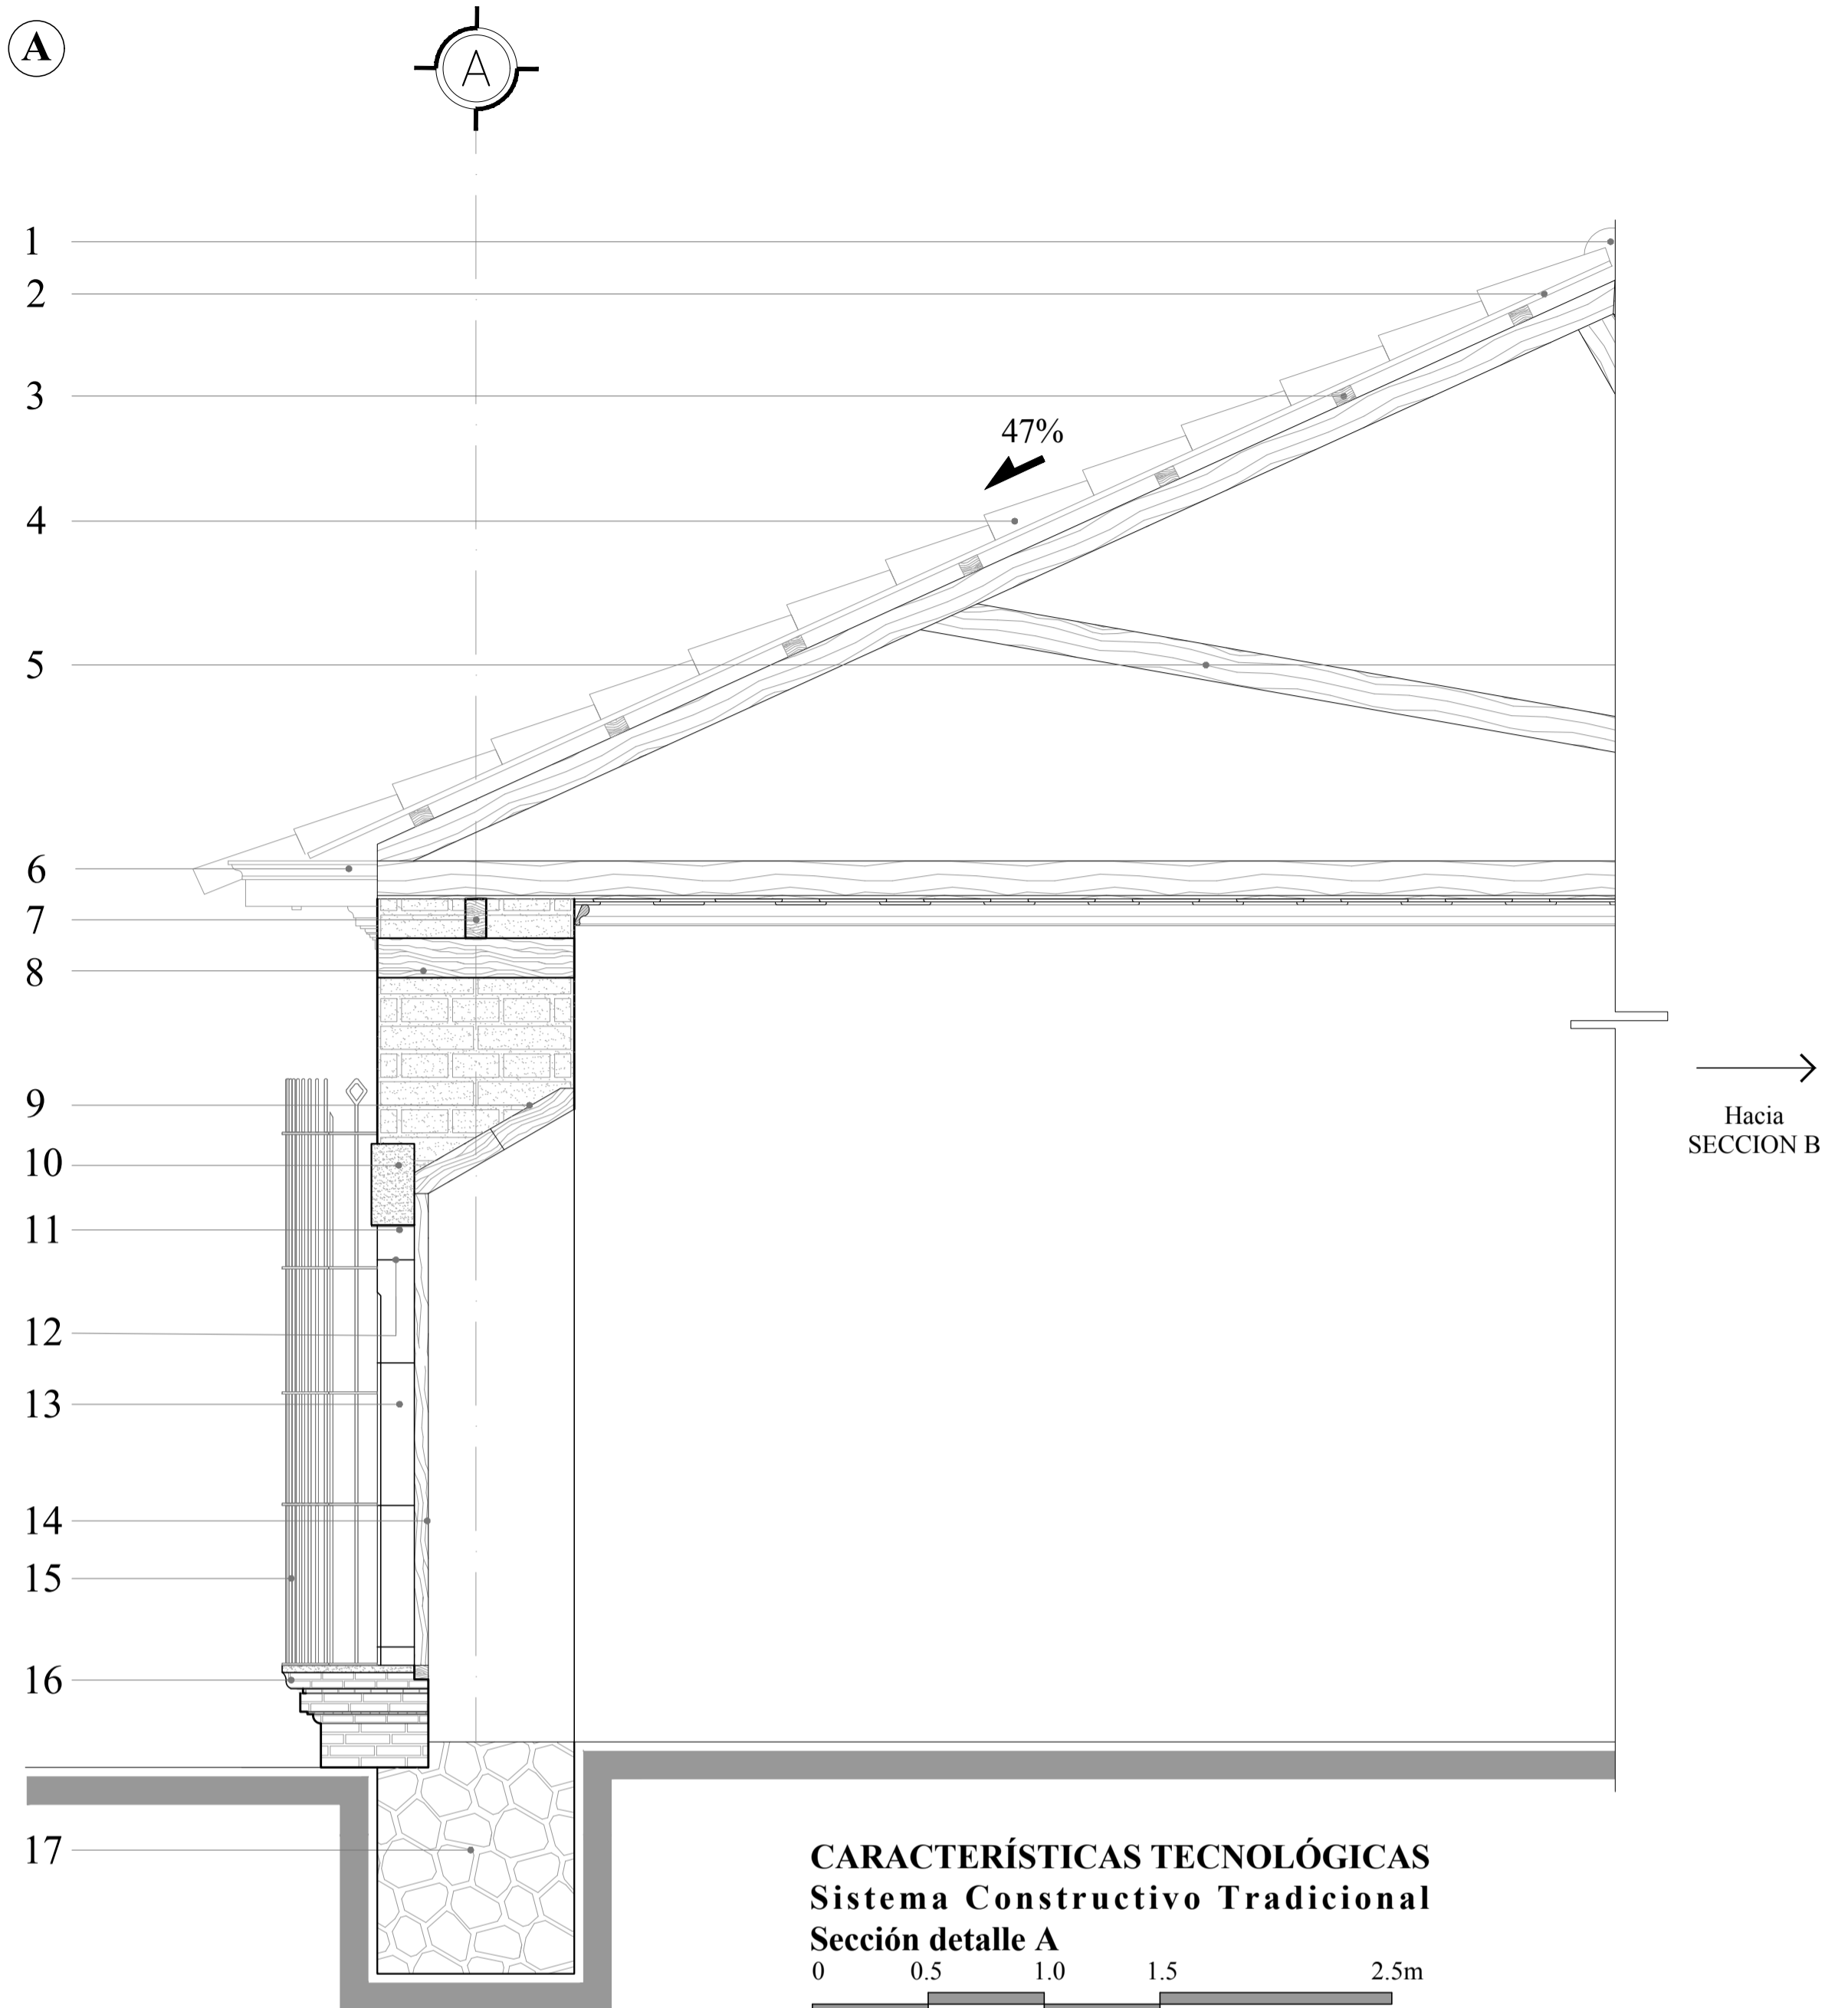 A
A
1
2
3
47%
4
5
6
7
8
9
Hacia
SECCION B
10
11
12
13
14
15
16
17
CARACTERÍSTICAS TECNOLÓGICAS
Sistema Constructivo Tradicional
Sección detalle A
0 0.5 1.0 1.5 2.5m